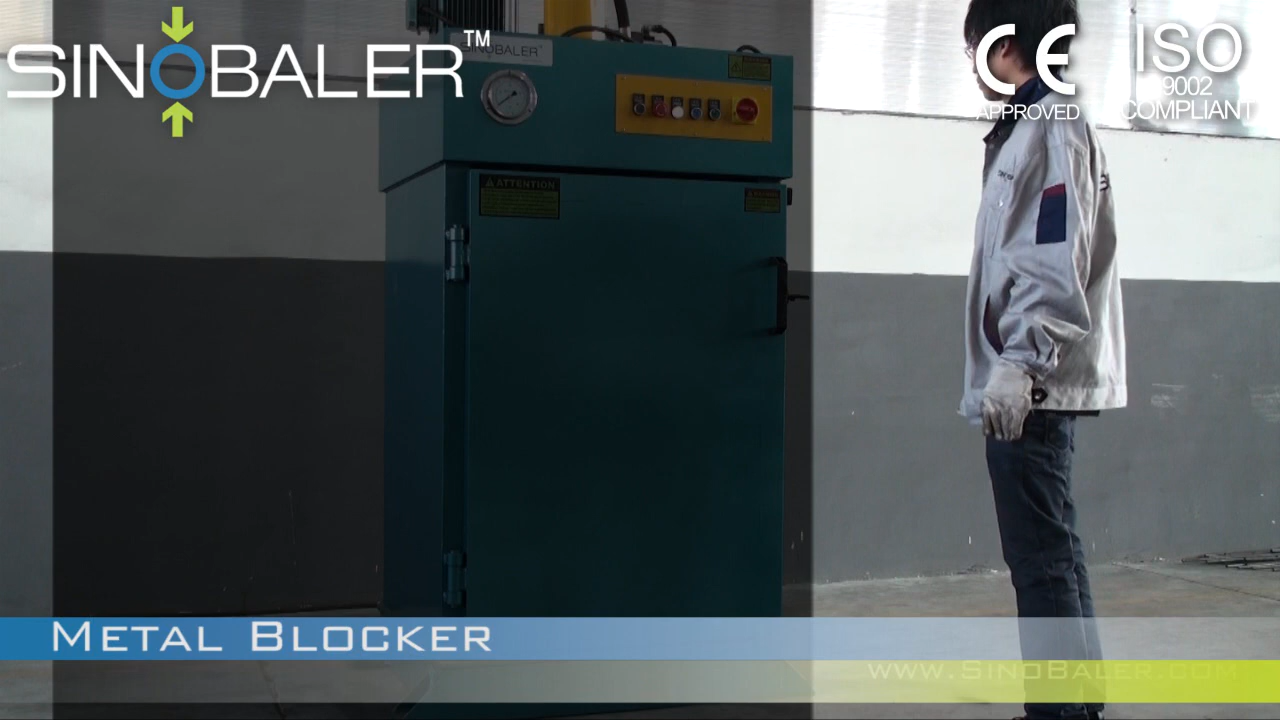 SINOBALER™
SINOBALER
CE
APPROVED
ISO
9002
COMPLIANT
ATTENTION
METAL BLOCKER
www.SINOBALER.COM